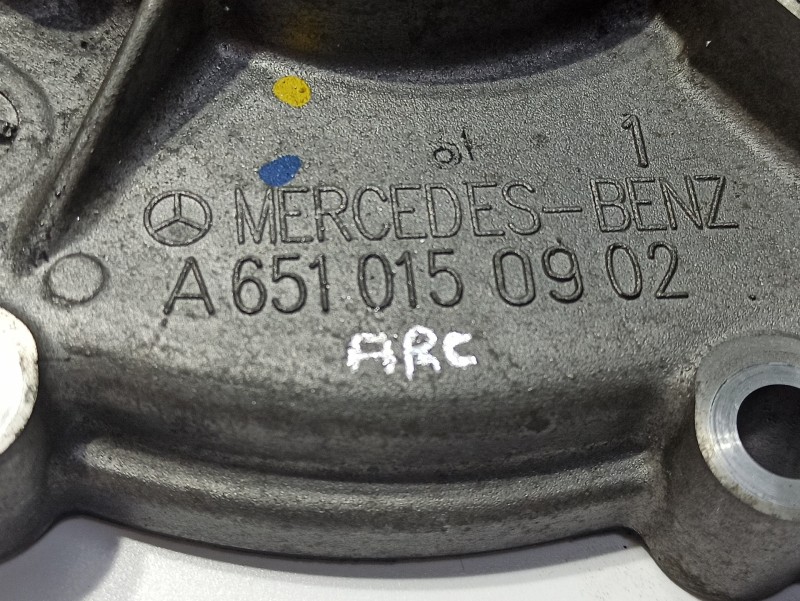 1
MERCEDES-BENZ
A 651 015 09 02
ARC